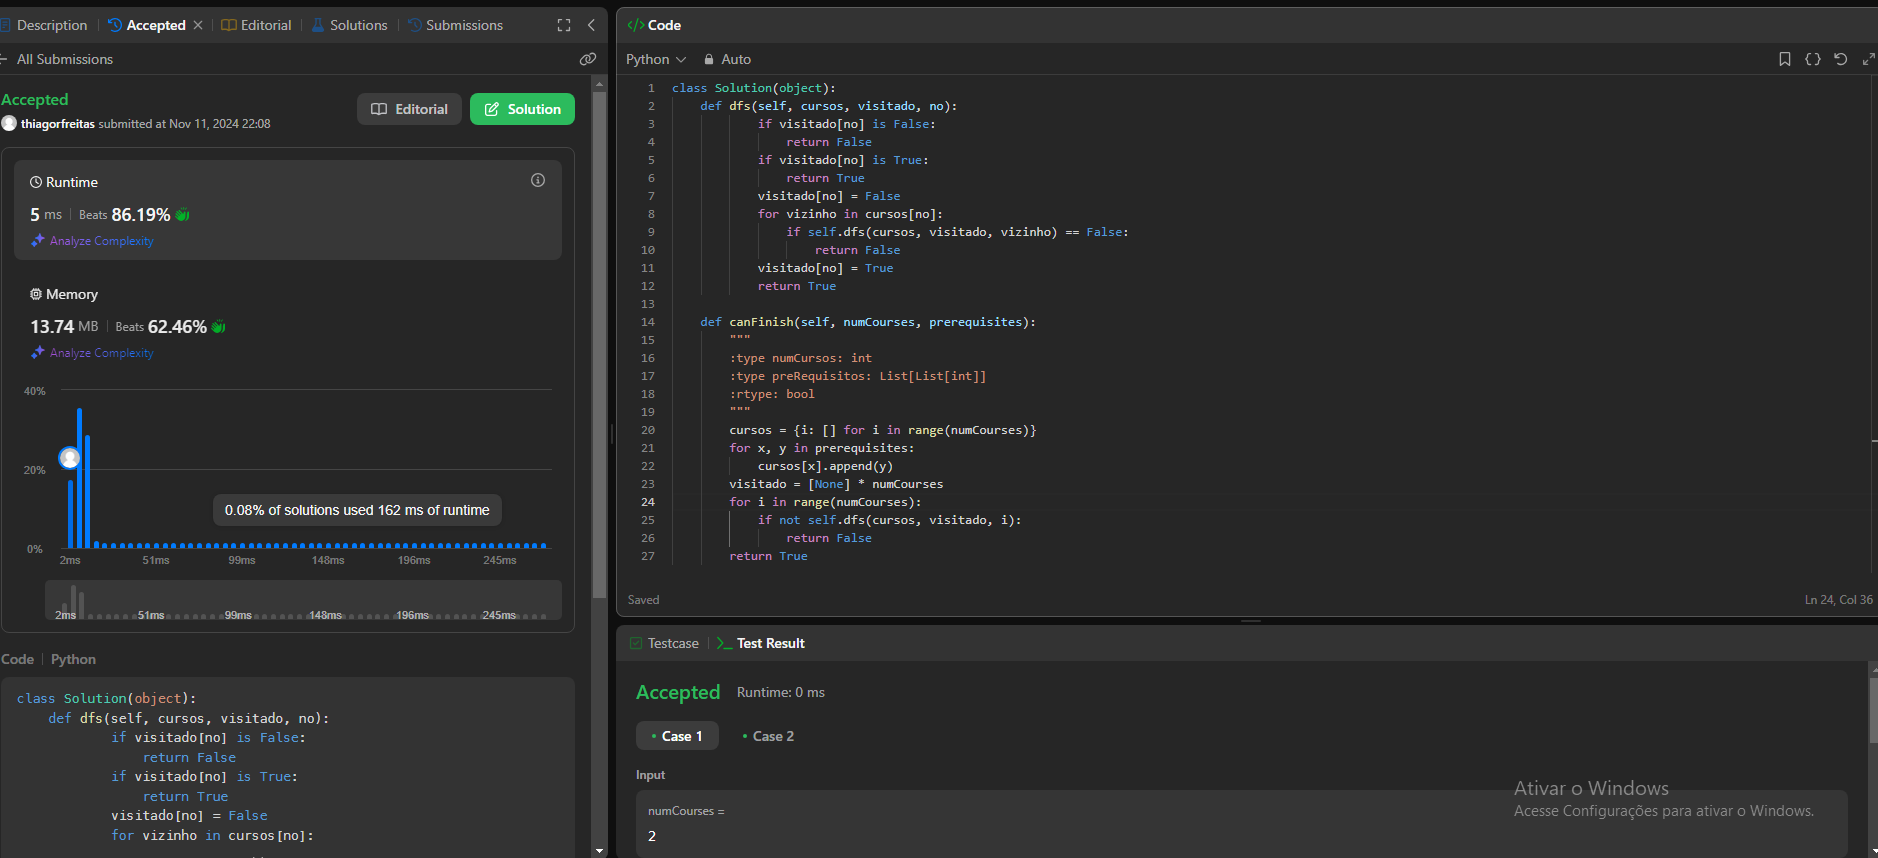 Description Accepted Editorial Solutions Submissions
All Submissions
Accepted
thiagorfreitas submitted at Nov 11, 2024 22:08
Editorial
Solution
Runtime
5 ms Beats 86.19%
Analyze Complexity
Memory
13.74 MB Beats 62.46%
Analyze Complexity
40%
20%
0%
0.08% of solutions used 162 ms of runtime
2ms 51ms 99ms 148ms 196ms 245ms
2ms 51ms 99ms 148ms 196ms 245ms
Code Python
class Solution(object):
    def dfs(self, cursos, visitado, no):
            if visitado[no] is False:
                return False
            if visitado[no] is True:
                return True
            visitado[no] = False
            for vizinho in cursos[no]:
</> Code
Python Auto
1 class Solution(object):
2     def dfs(self, cursos, visitado, no):
3             if visitado[no] is False:
4                 return False
5             if visitado[no] is True:
6                 return True
7             visitado[no] = False
8             for vizinho in cursos[no]:
9                 if self.dfs(cursos, visitado, vizinho) == False:
10                     return False
11             visitado[no] = True
12             return True
13
14     def canFinish(self, numCourses, prerequisites):
15         """
16         :type numCursos: int
17         :type preRequisitos: List[List[int]]
18         :rtype: bool
19         """
20         cursos = {i: [] for i in range(numCourses)}
21         for x, y in prerequisites:
22             cursos[x].append(y)
23         visitado = [None] * numCourses
24         for i in range(numCourses):
25             if not self.dfs(cursos, visitado, i):
26                 return False
27         return True
Saved
Ln 24, Col 36
Testcase >_ Test Result
Accepted Runtime: 0 ms
• Case 1 • Case 2
Input
numCourses =
2
Ativar o Windows
Acesse Configurações para ativar o Windows.